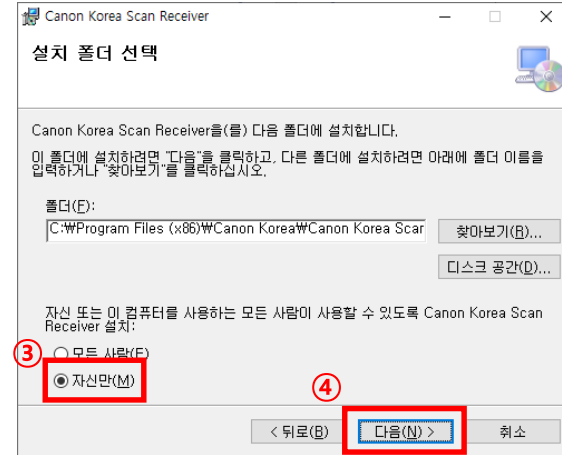 Canon Korea Scan Receiver
설치 폴더 선택
Canon Korea Scan Receiver을(를) 다음 폴더에 설치합니다.
이 폴더에 설치하려면 "다음"을 클릭하고, 다른 폴더에 설치하려면 아래에 폴더 이름을
입력하거나 "찾아보기"를 클릭하십시오.
폴더(F):
C:₩Program Files (x86)₩Canon Korea₩Canon Korea Scar
찾아보기(R)...
디스크 공간(D)...
자신 또는 이 컴퓨터를 사용하는 모든 사람이 사용할 수 있도록 Canon Korea Scan
Receiver 설치:
③
모든 사람(E)
자신만(M)
④
< 뒤로(B)
다음(N) >
취소